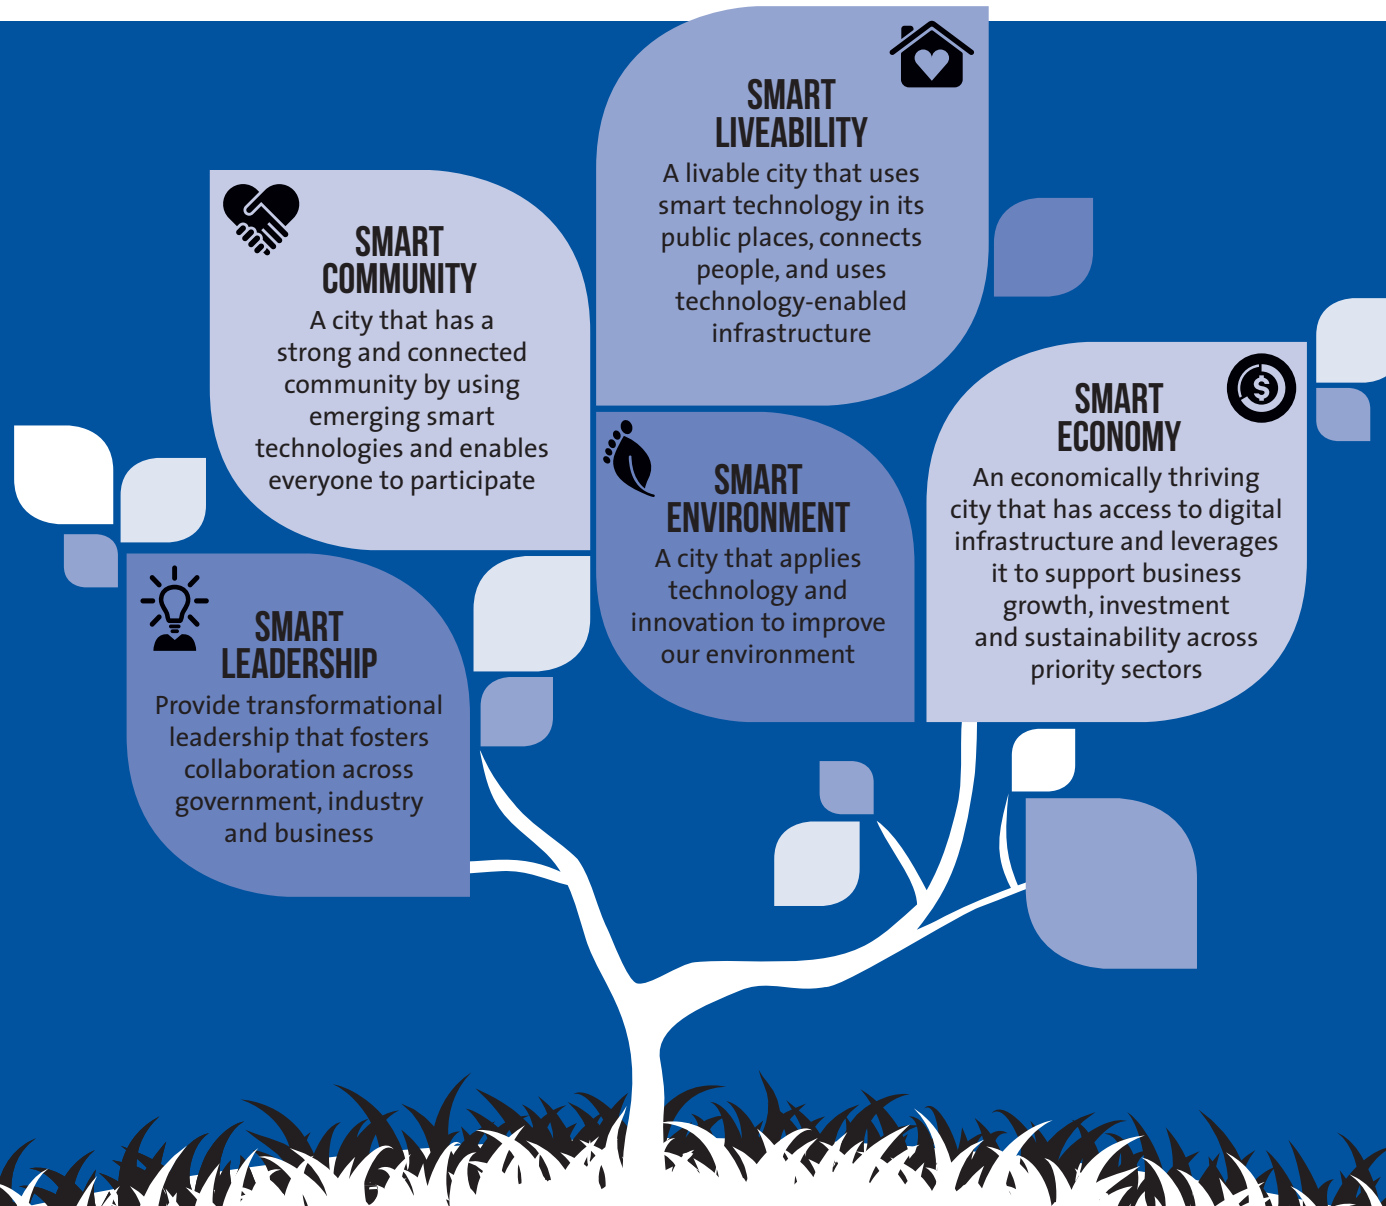 SMART
LIVEABILITY
A livable city that uses
smart technology in its
public places, connects
people, and uses
technology-enabled
infrastructure
SMART
COMMUNITY
A city that has a
strong and connected
community by using
emerging smart
technologies and enables
everyone to participate
SMART
ECONOMY
An economically thriving
city that has access to digital
infrastructure and leverages
it to support business
growth, investment
and sustainability across
priority sectors
SMART
ENVIRONMENT
A city that applies
technology and
innovation to improve
our environment
SMART
LEADERSHIP
Provide transformational
leadership that fosters
collaboration across
government, industry
and business